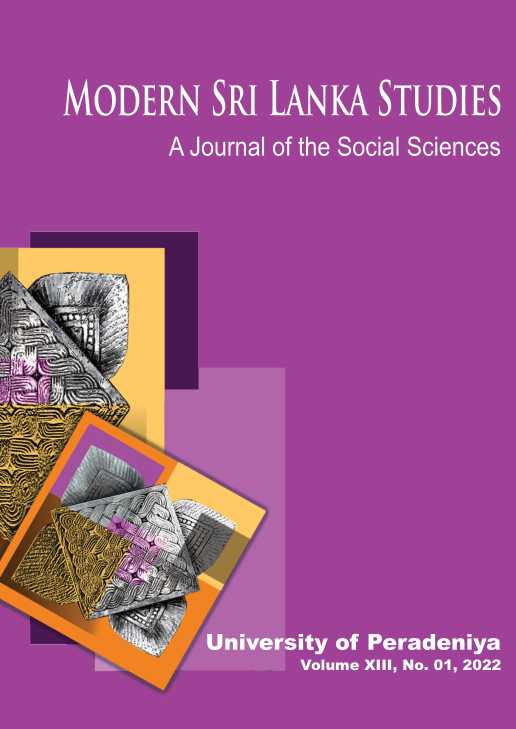 MODERN SRI LANKA STUDIES
A Journal of the Social Sciences
University of Peradeniya
Volume XIII, No. 01, 2022